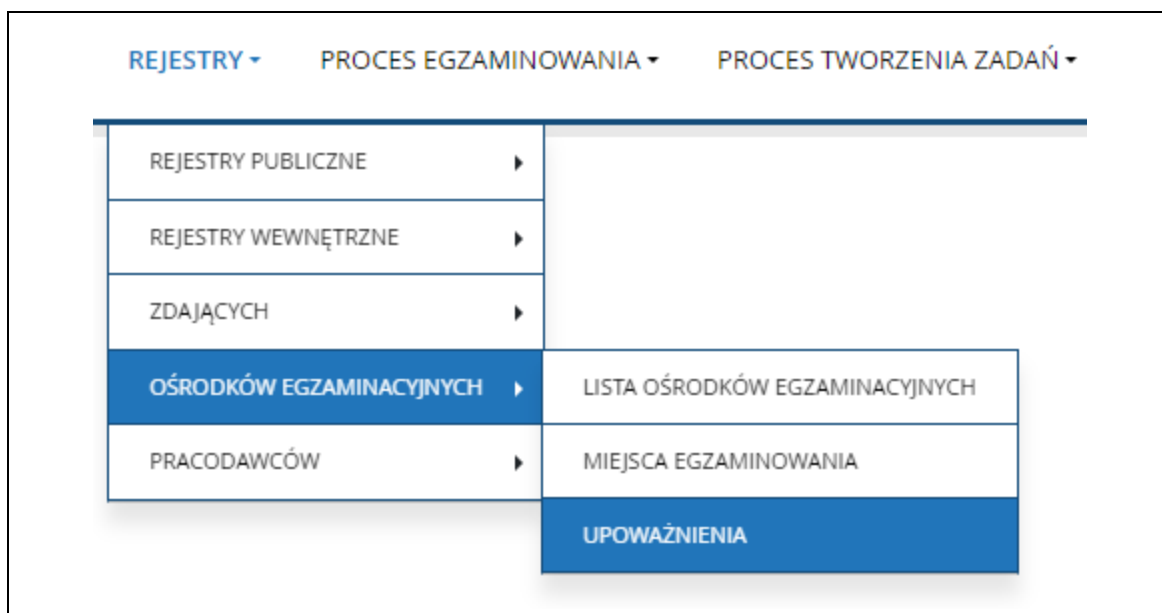 REJESTRY PROCES EGZAMINOWANIA PROCES TWORZENIA ZADAŃ
REJESTRY PUBLICZNE
REJESTRY WEWNĘTRZNE
ZDAJĄCYCH
OŚRODKÓW EGZAMINACYJNYCH LISTA OŚRODKÓW EGZAMINACYJNYCH
PRACODAWCÓW MIEJSCA EGZAMINOWANIA
UPOWAŻNIENIA